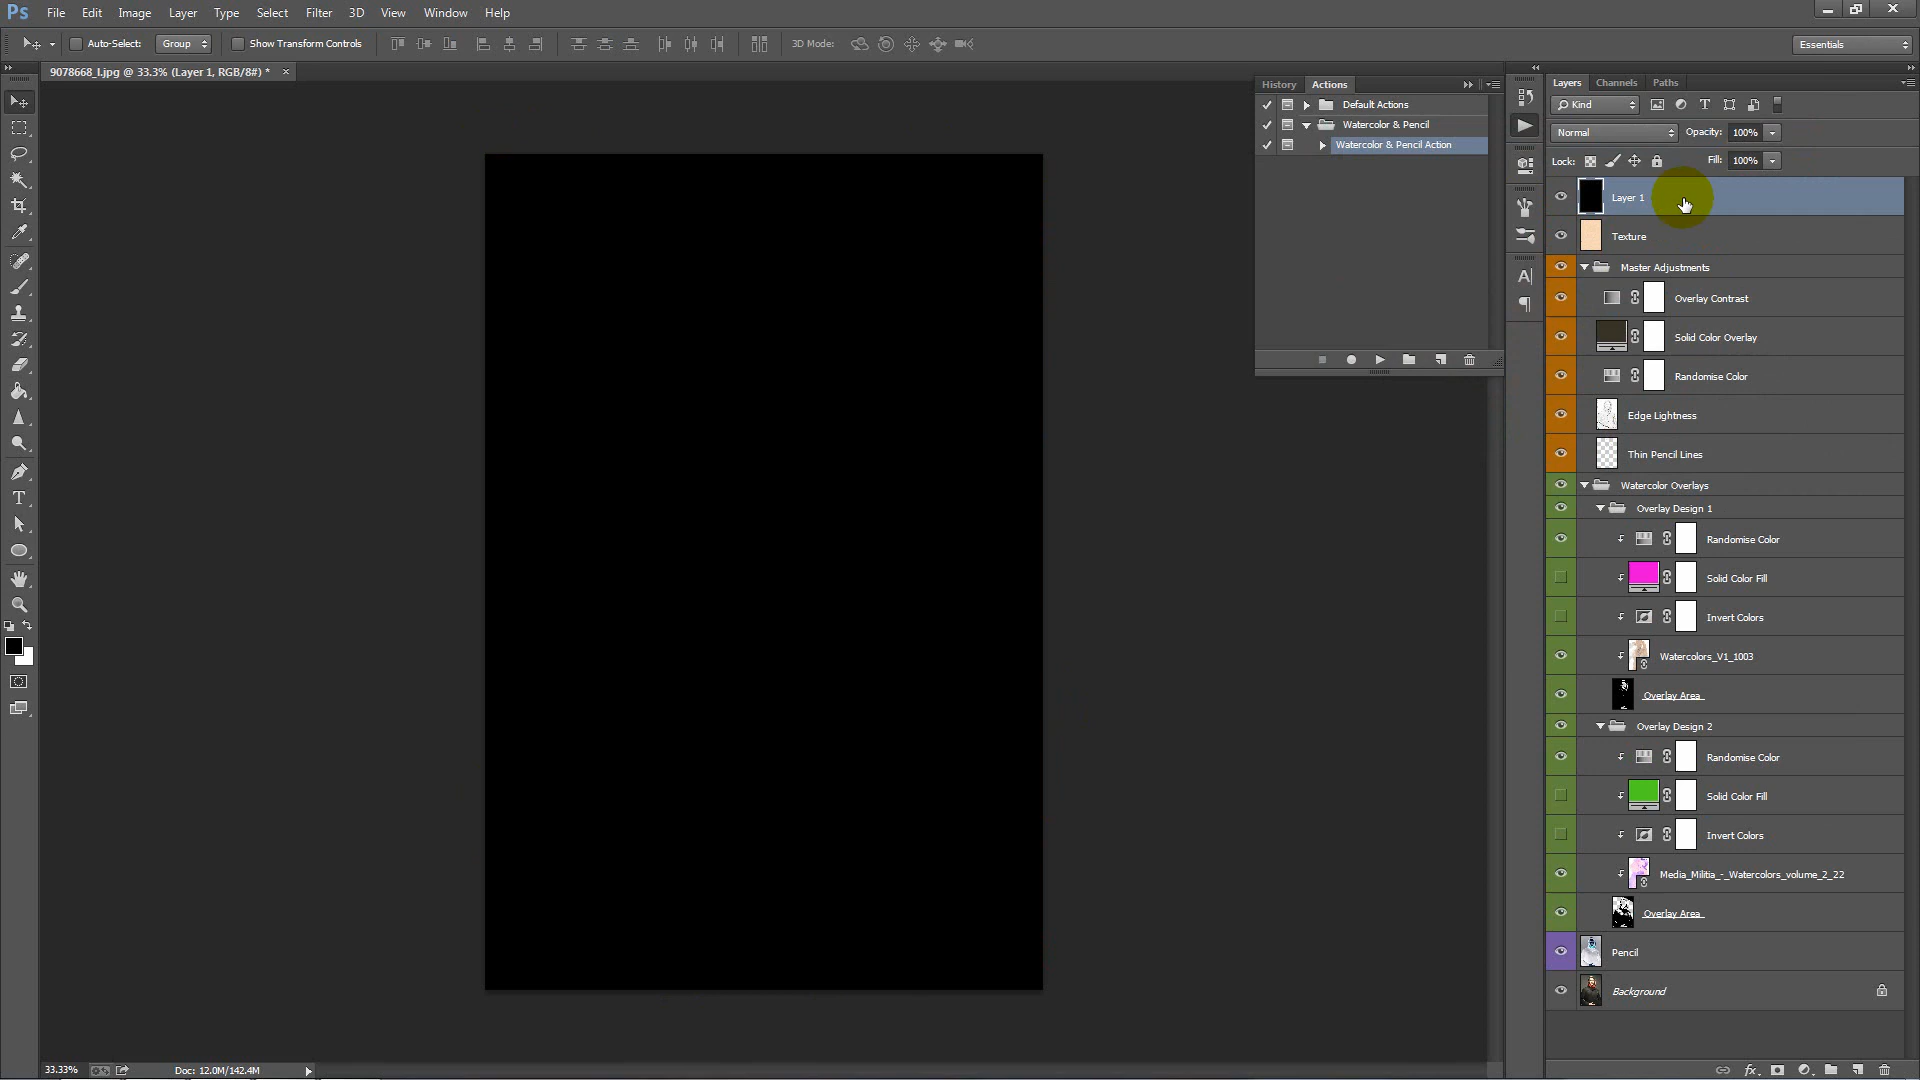 Ps File Edit Image Layer Type Select Filter 3D View Window Help
Auto-Select: Group Show Transform Controls 3D Mode: Essentials
9078668_l.jpg @ 33.3% (Layer 1, RGB/8#) * ×
History Actions
Default Actions
Watercolor & Pencil
Watercolor & Pencil Action
Layers Channels Paths
Kind
Normal Opacity: 100%
Lock: Fill: 100%
Layer 1
Texture
Master Adjustments
Overlay Contrast
Solid Color Overlay
Randomise Color
Edge Lightness
Thin Pencil Lines
Watercolor Overlays
Overlay Design 1
Randomise Color
Solid Color Fill
Invert Colors
Watercolors_V1_1003
Overlay Area
Overlay Design 2
Randomise Color
Solid Color Fill
Invert Colors
Media_Militia_-_Watercolors_volume_2_22
Overlay Area
Pencil
Background
33.33% Doc: 12.0M/142.4M